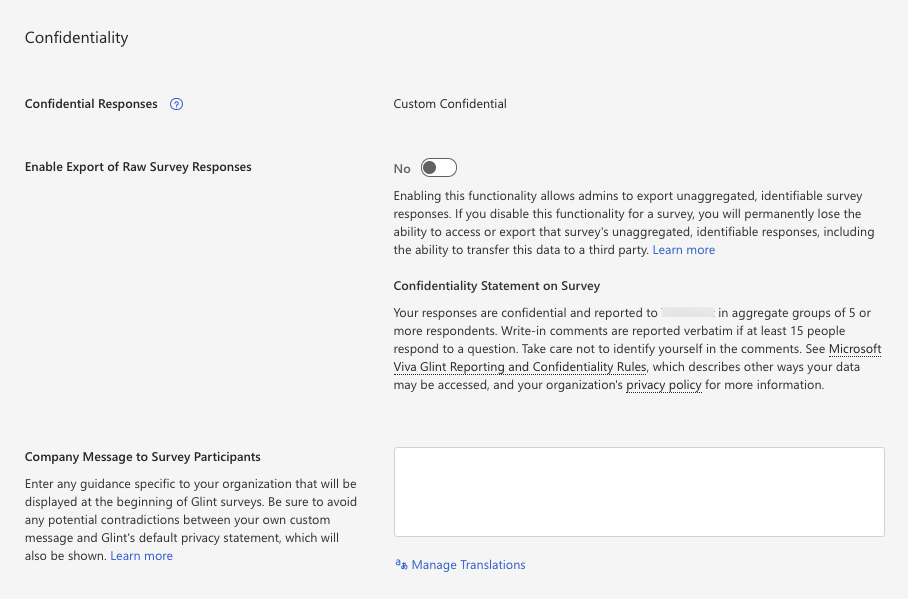 Confidentiality
Confidential Responses
Custom Confidential
Enable Export of Raw Survey Responses
No
Enabling this functionality allows admins to export unaggregated, identifiable survey
responses. If you disable this functionality for a survey, you will permanently lose the
ability to access or export that survey's unaggregated, identifiable responses, including
the ability to transfer this data to a third party. Learn more
Confidentiality Statement on Survey
Your responses are confidential and reported to in aggregate groups of 5 or
more respondents. Write-in comments are reported verbatim if at least 15 people
respond to a question. Take care not to identify yourself in the comments. See Microsoft
Viva Glint Reporting and Confidentiality Rules, which describes other ways your data
may be accessed, and your organization's privacy policy for more information.
Company Message to Survey Participants
Enter any guidance specific to your organization that will be
displayed at the beginning of Glint surveys. Be sure to avoid
any potential contradictions between your own custom
message and Glint's default privacy statement, which will
also be shown. Learn more
Manage Translations